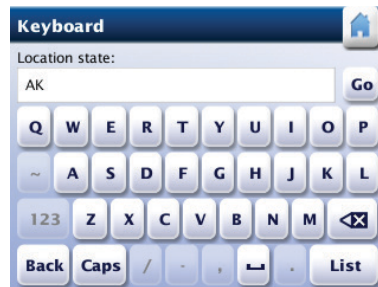 Keyboard
Location state:
AK Go
Q W E R T Y U I O P
~ A S D F G H J K L
123 Z X C V B N M
Back Caps / - , . List